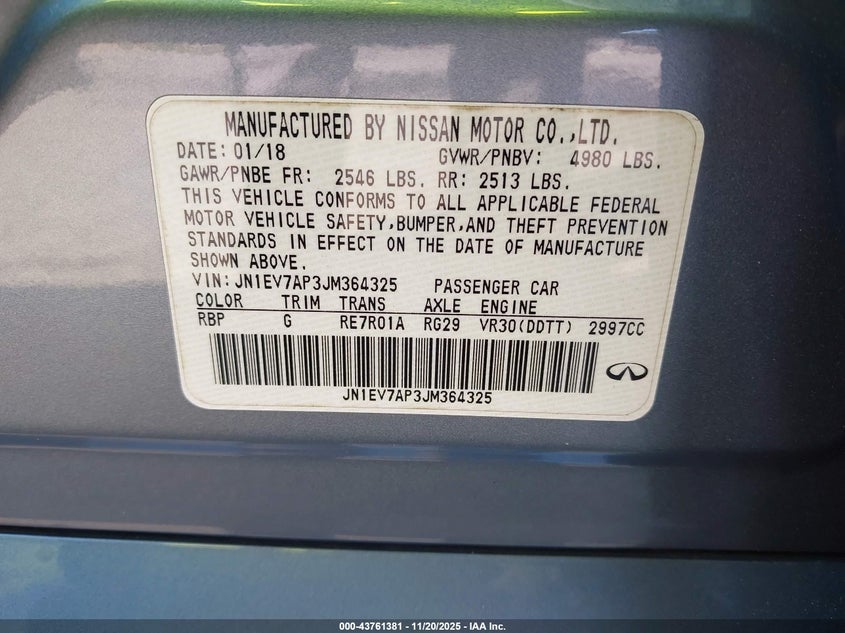 MANUFACTURED BY NISSAN MOTOR CO.,LTD.
DATE: 01/18 GVWR/PNBV: 4980 LBS.
GAWR/PNBE FR: 2546 LBS. RR: 2513 LBS.
THIS VEHICLE CONFORMS TO ALL APPLICABLE FEDERAL
MOTOR VEHICLE SAFETY,BUMPER,AND THEFT PREVENTION
STANDARDS IN EFFECT ON THE DATE OF MANUFACTURE
SHOWN ABOVE.
VIN:JN1EV7AP3JM364325 PASSENGER CAR
COLOR TRIM TRANS AXLE ENGINE
RBP G RE7R01A RG29 VR30(DDTT) 2997CC
JN1EV7AP3JM364325
000-43761381 - 11/20/2025 - IAA Inc.